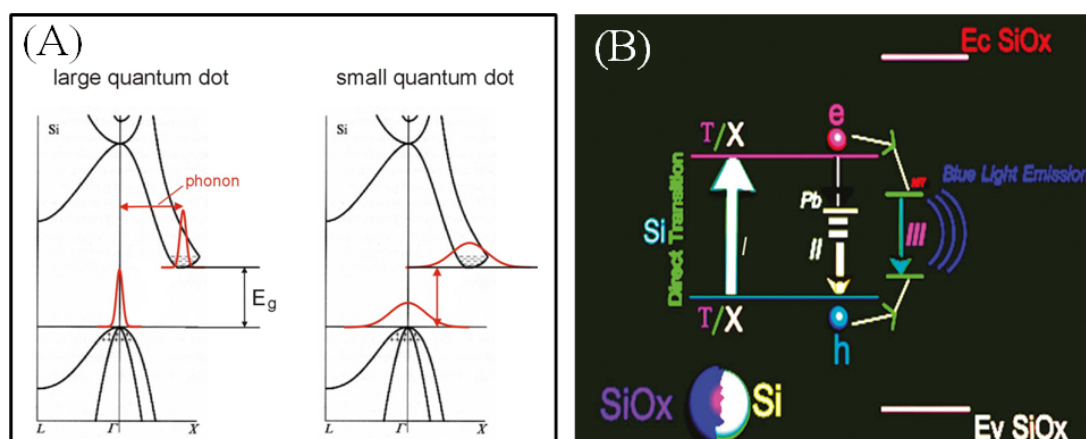 (A)
large quantum dot
small quantum dot
Si
Si
phonon
E_g
L Γ X
L Γ X
(B)
Ec SiOx
e
T/X
Blue Light Emission
Direct Transition
Pb
Si
I
II
III
T/X
h
SiOx
Si
Ev SiOx